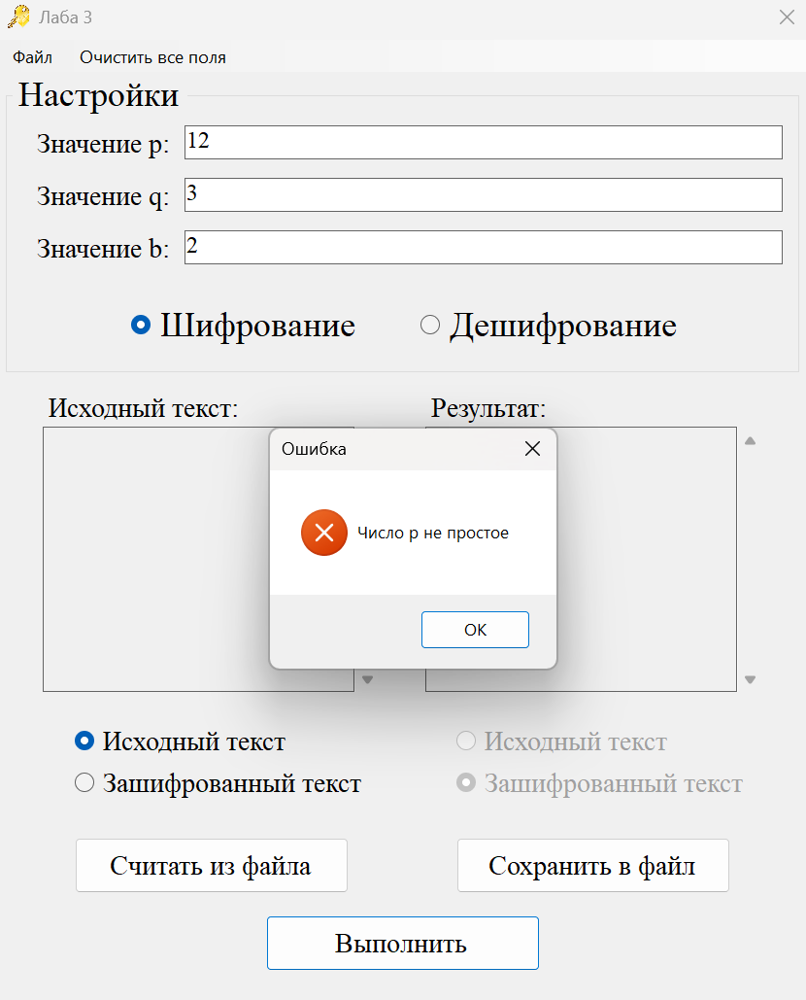 Лаба 3
Файл Очистить все поля
Настройки
Значение p: 12
Значение q: 3
Значение b: 2
Шифрование Дешифрование
Исходный текст: Результат:
Ошибка
Число p не простое
OK
Исходный текст Исходный текст
Зашифрованный текст Зашифрованный текст
Считать из файла Сохранить в файл
Выполнить